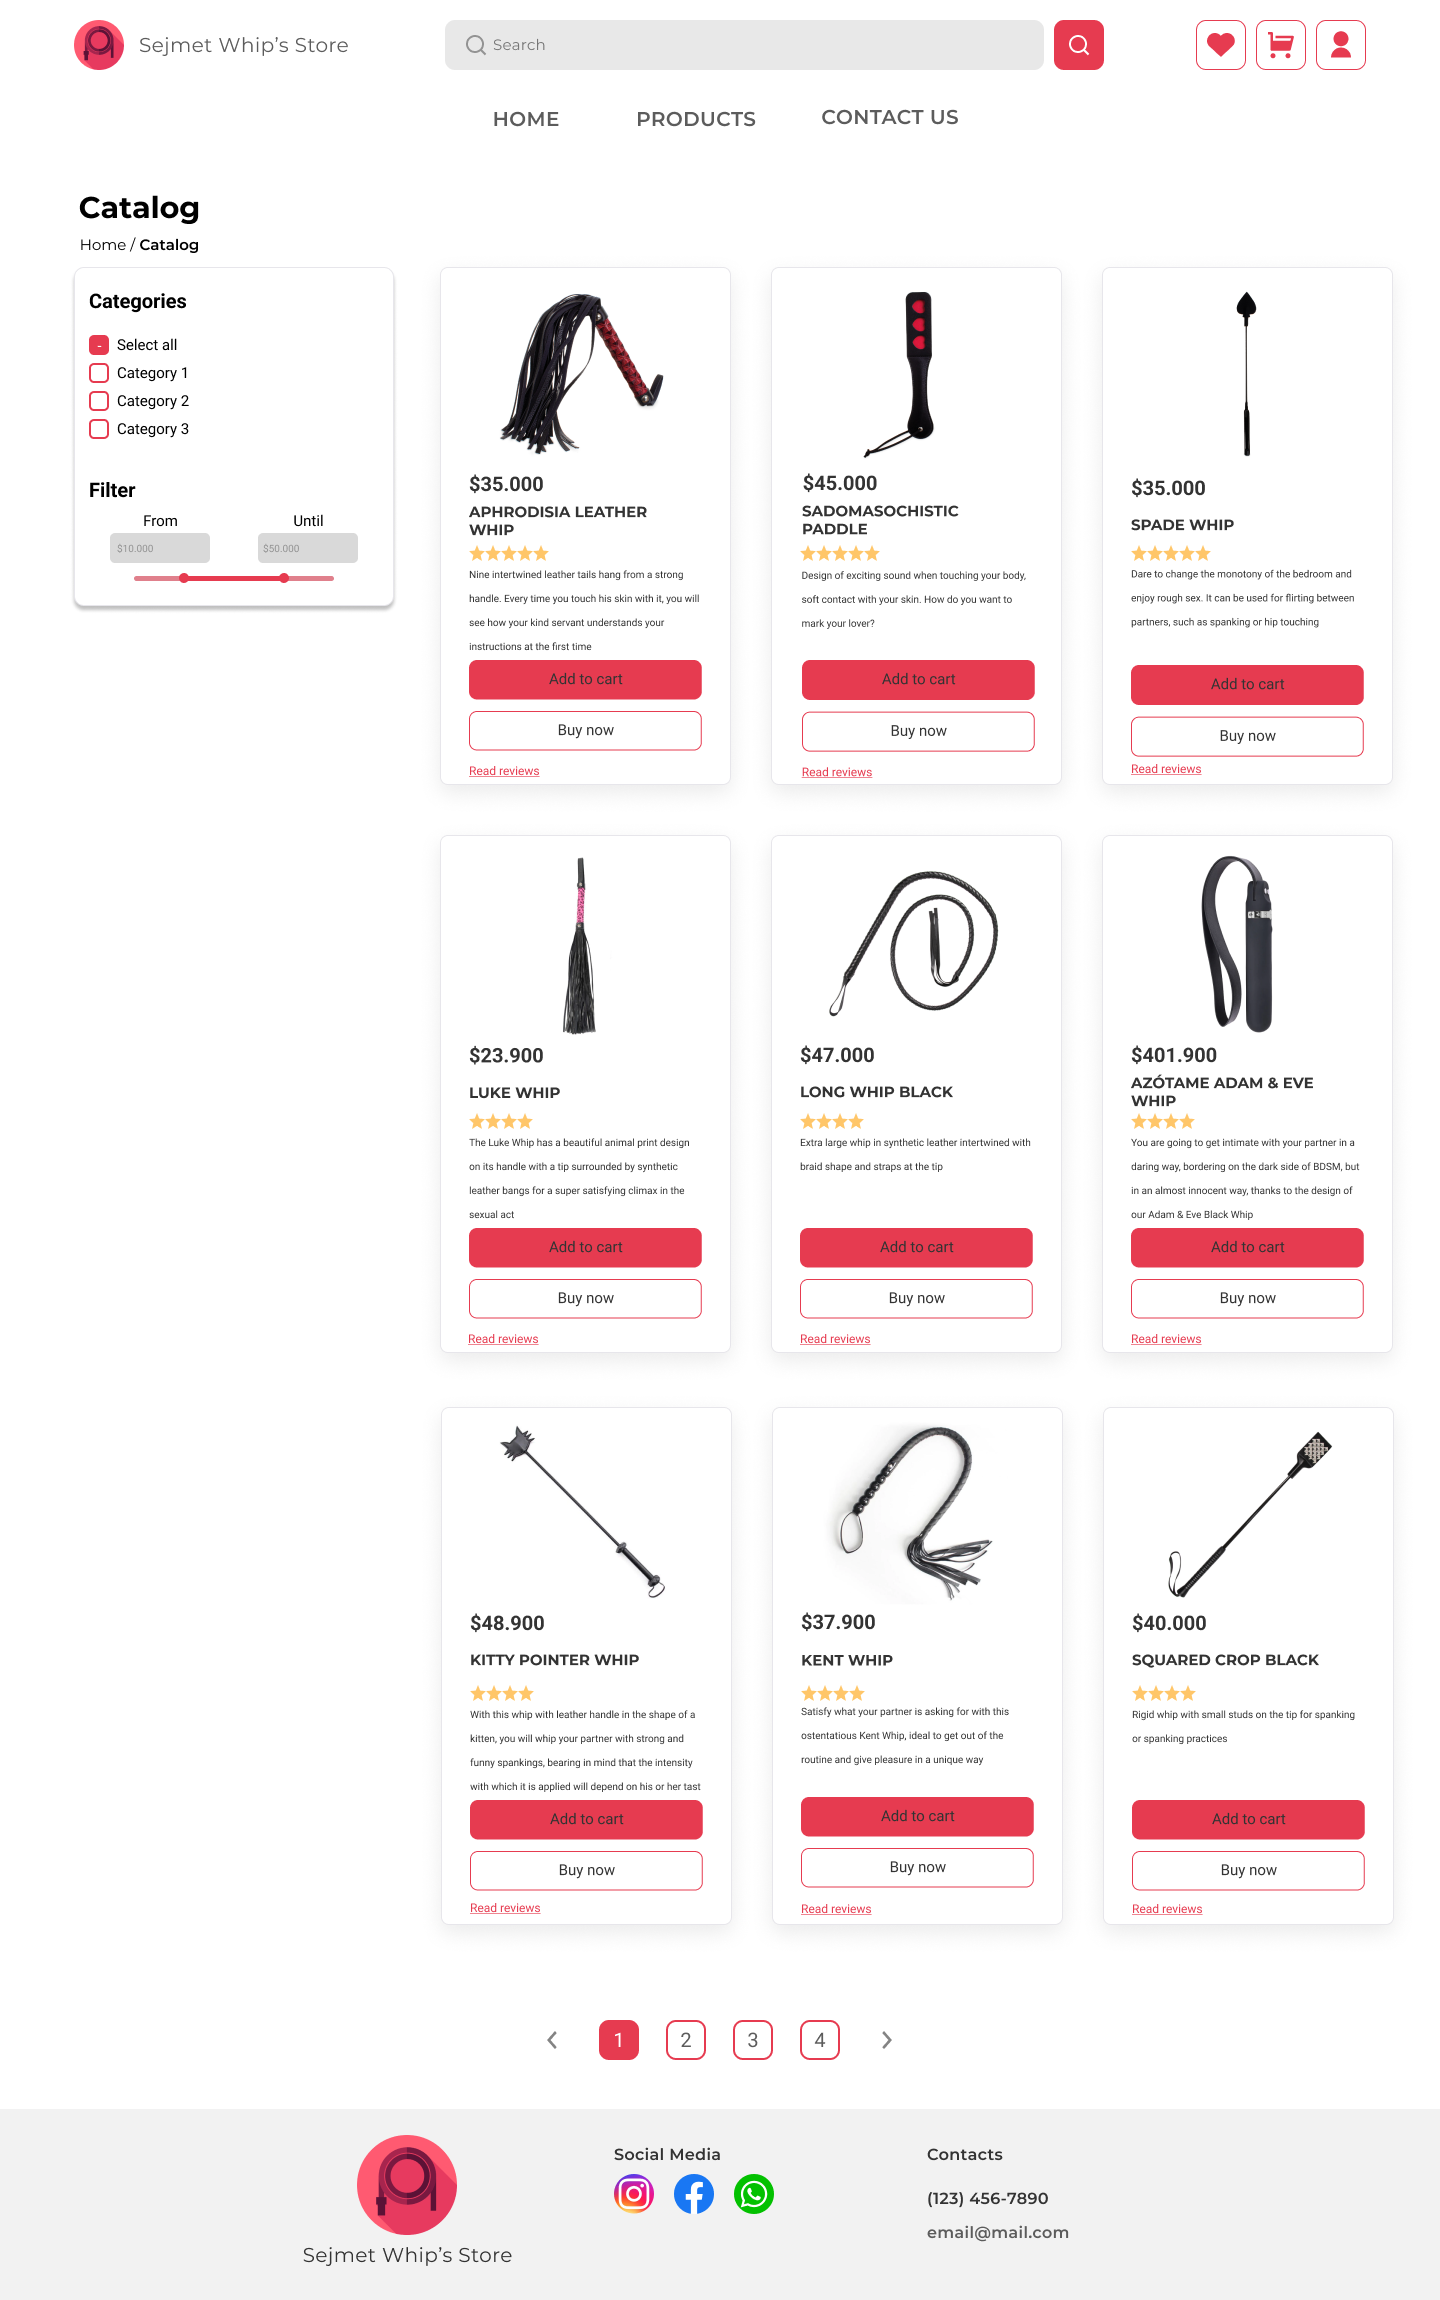 Sejmet Whip’s Store
Search
HOME
PRODUCTS
CONTACT US
Catalog
Home / Catalog
Categories
- Select all
Category 1
Category 2
Category 3
Filter
From
Until
$10.000
$50.000
$35.000
APHRODISIA LEATHER
WHIP
Nine intertwined leather tails hang from a strong
handle. Every time you touch his skin with it, you will
see how your kind servant understands your
instructions at the first time
Add to cart
Buy now
Read reviews
$45.000
SADOMASOCHISTIC
PADDLE
Design of exciting sound when touching your body,
soft contact with your skin. How do you want to
mark your lover?
Add to cart
Buy now
Read reviews
$35.000
SPADE WHIP
Dare to change the monotony of the bedroom and
enjoy rough sex. It can be used for flirting between
partners, such as spanking or hip touching
Add to cart
Buy now
Read reviews
$23.900
LUKE WHIP
The Luke Whip has a beautiful animal print design
on its handle with a tip surrounded by synthetic
leather bangs for a super satisfying climax in the
sexual act
Add to cart
Buy now
Read reviews
$47.000
LONG WHIP BLACK
Extra large whip in synthetic leather intertwined with
braid shape and straps at the tip
Add to cart
Buy now
Read reviews
$401.900
AZÓTAME ADAM & EVE
WHIP
You are going to get intimate with your partner in a
daring way, bordering on the dark side of BDSM, but
in an almost innocent way, thanks to the design of
our Adam & Eve Black Whip
Add to cart
Buy now
Read reviews
$48.900
KITTY POINTER WHIP
With this whip with leather handle in the shape of a
kitten, you will whip your partner with strong and
funny spankings, bearing in mind that the intensity
with which it is applied will depend on his or her tast
Add to cart
Buy now
Read reviews
$37.900
KENT WHIP
Satisfy what your partner is asking for with this
ostentatious Kent Whip, ideal to get out of the
routine and give pleasure in a unique way
Add to cart
Buy now
Read reviews
$40.000
SQUARED CROP BLACK
Rigid whip with small studs on the tip for spanking
or spanking practices
Add to cart
Buy now
Read reviews
1 2 3 4
Sejmet Whip’s Store
Social Media
Contacts
(123) 456-7890
email@mail.com